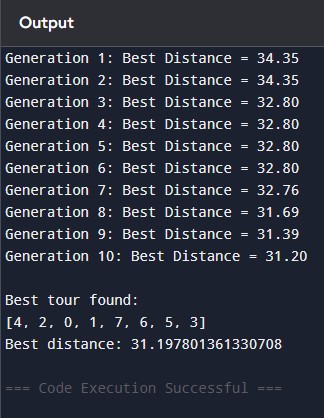 Output
Generation 1: Best Distance = 34.35
Generation 2: Best Distance = 34.35
Generation 3: Best Distance = 32.80
Generation 4: Best Distance = 32.80
Generation 5: Best Distance = 32.80
Generation 6: Best Distance = 32.80
Generation 7: Best Distance = 32.76
Generation 8: Best Distance = 31.69
Generation 9: Best Distance = 31.39
Generation 10: Best Distance = 31.20
Best tour found:
[4, 2, 0, 1, 7, 6, 5, 3]
Best distance: 31.197801361330708
=== Code Execution Successful ===